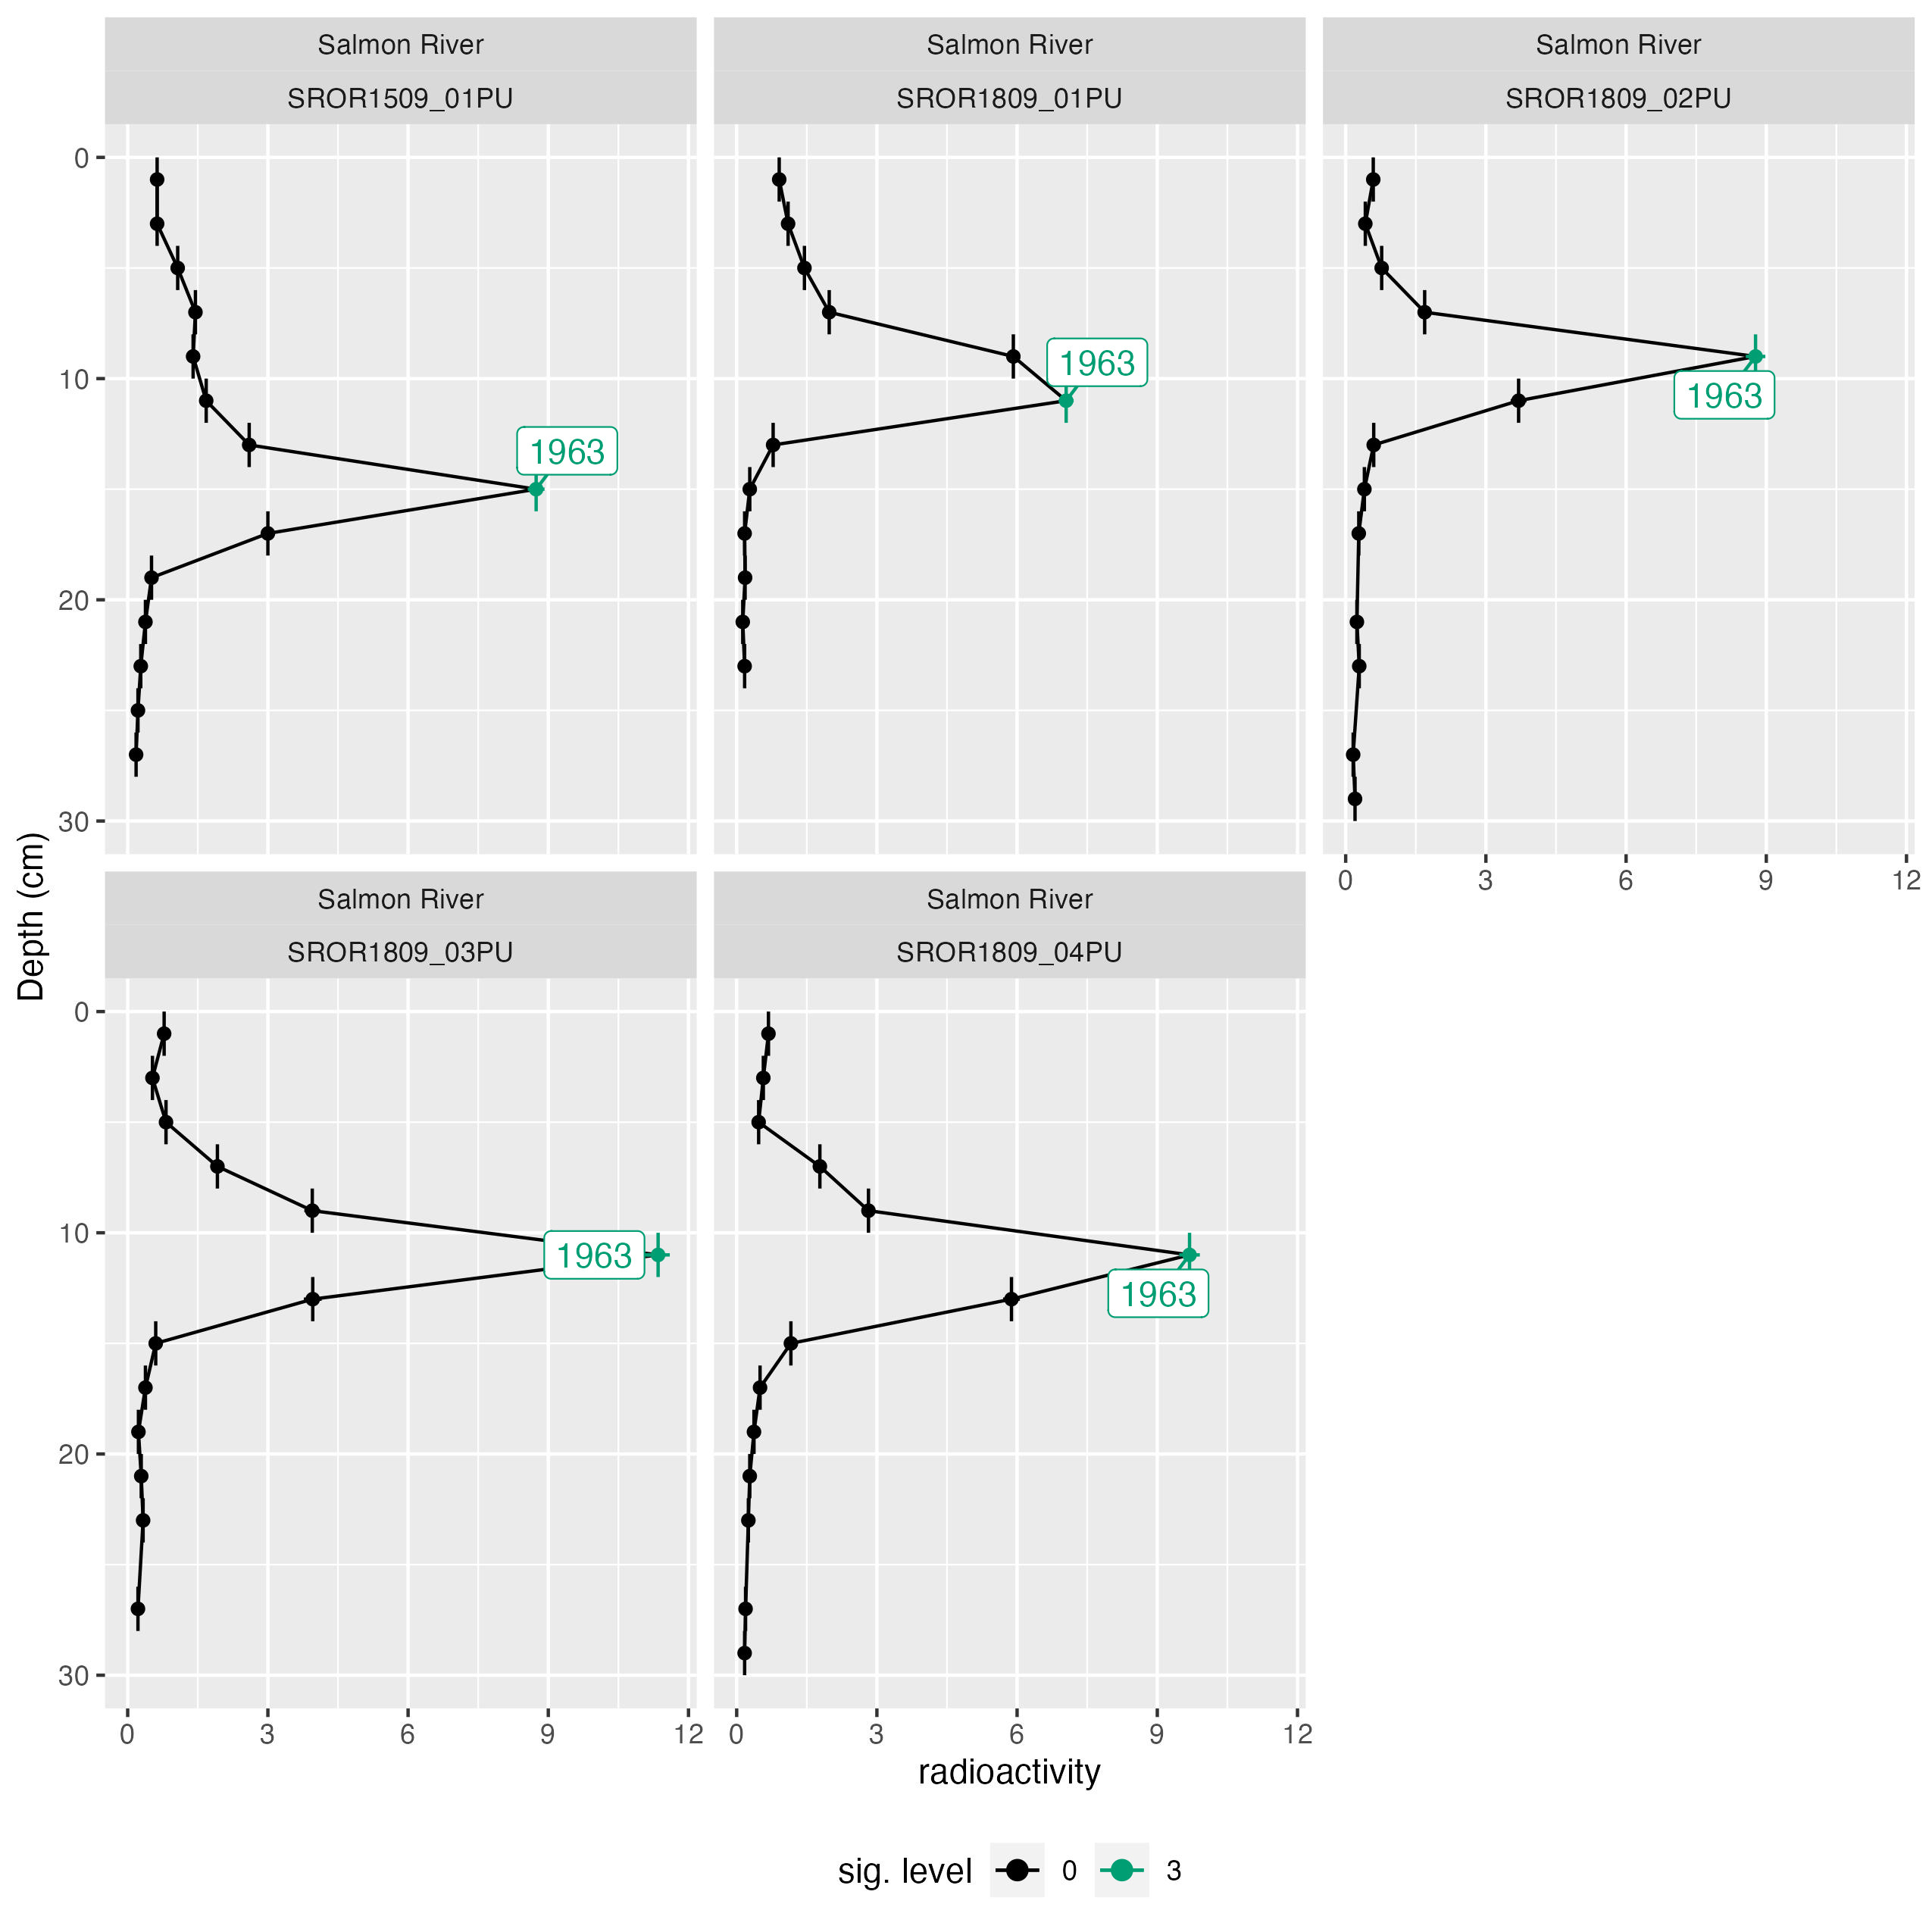 Salmon River
SROR1509_01PU
Salmon River
SROR1809_01PU
Salmon River
SROR1809_02PU
0
10
20
30
1963
1963
1963
0 3 6 9 12
Depth (cm)
Salmon River
SROR1809_03PU
Salmon River
SROR1809_04PU
0
10
20
30
1963
1963
0 3 6 9 12
0 3 6 9 12
radioactivity
sig. level 0 3